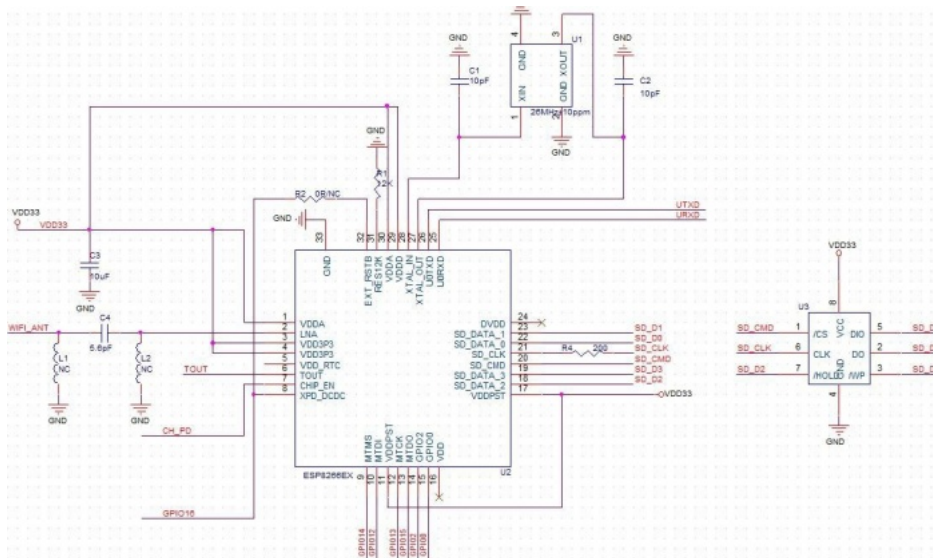 GND
4
3
U1
GND
GND
C1
10pF
GND
XOUT
C2
10pF
XIN
GND
1
2
26MHz/10ppm
GND
GND
R1
12K
R2
0R/NC
VDD33
VDD33
GND
UTXD
URXD
33
32
31
30
29
28
27
26
25
GND
EXT_RSTB
RES12K
VDDA
VDDD
XTAL_IN
XTAL_OUT
U0TXD
U0RXD
C3
10uF
GND
WIFI_ANT
C4
5.6pF
L1
NC
L2
NC
GND
GND
TOUT
CH_PD
GPIO16
1
VDDA
2
LNA
3
VDD3P3
4
VDD3P3
5
VDD_RTC
6
TOUT
7
CHIP_EN
8
XPD_DCDC
DVDD
24
SD_DATA_1
23
SD_D1
SD_DATA_0
22
SD_D0
SD_CLK
21
R4
200
SD_CLK
SD_CMD
20
SD_CMD
SD_DATA_3
19
SD_D3
SD_DATA_2
18
SD_D2
VDDPST
17
VDD33
MTMS
MTDI
VDDPST
MTCK
MTDO
GPIO2
GPIO0
VDD
ESP8266EX
U2
9
10
11
12
13
14
15
16
GPIO14
GPIO12
GPIO13
GPIO15
GPIO2
GPIO0
VDD33
U3
8
SD_CMD
1
/CS
VCC
DIO
5
SD_CLK
6
CLK
DO
2
SD_D2
7
/HOLD
GND
/WP
3
4
GND